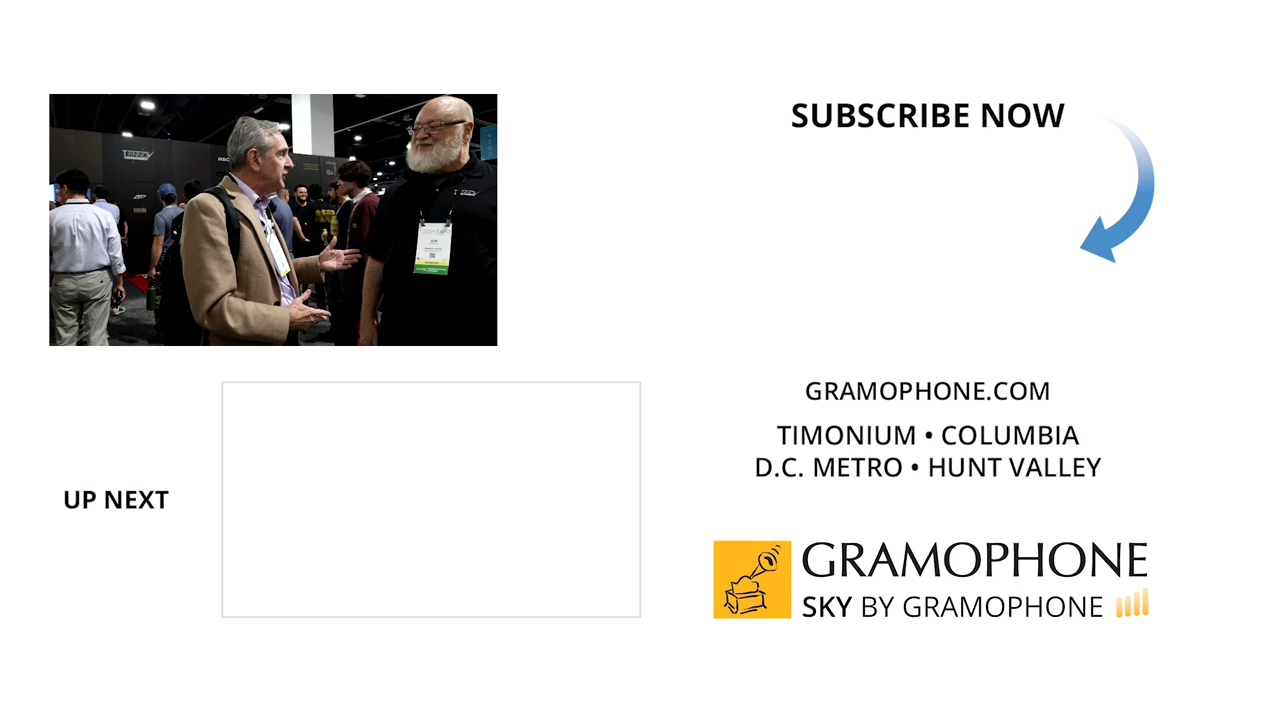 SUBSCRIBE NOW
UP NEXT
GRAMOPHONE.COM
TIMONIUM • COLUMBIA
D.C. METRO • HUNT VALLEY
GRAMOPHONE
SKY BY GRAMOPHONE